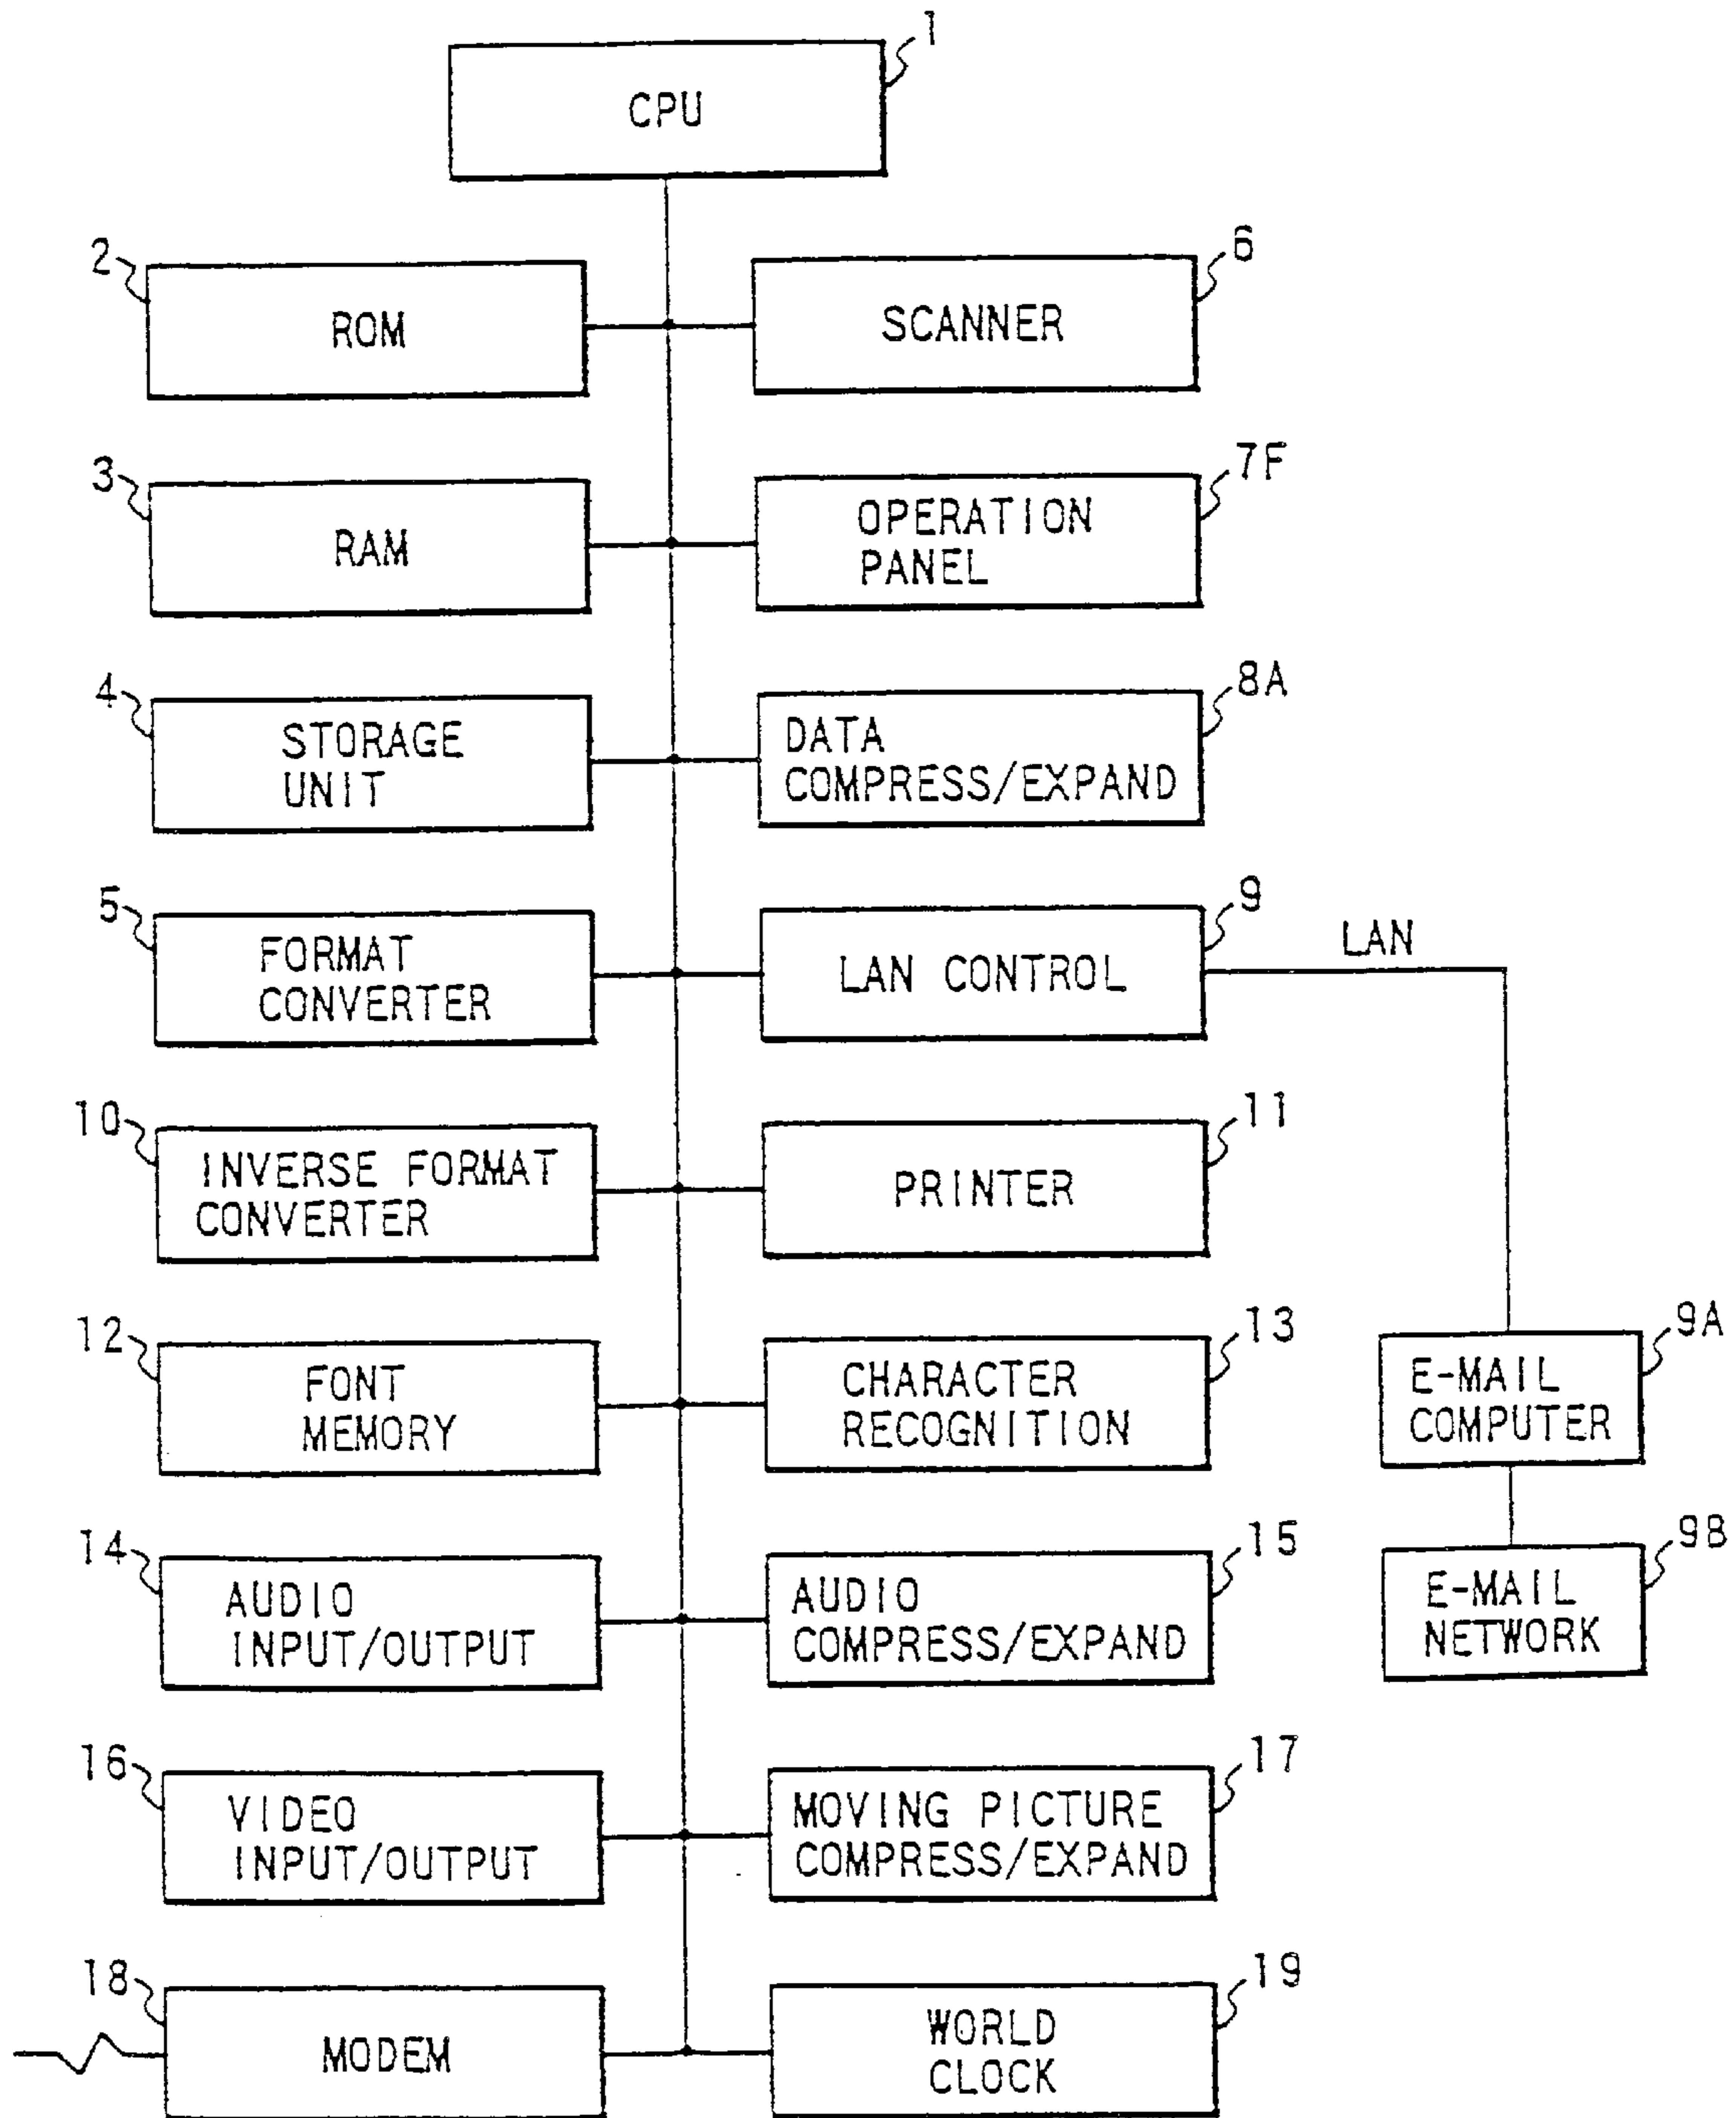 1
CPU
2
ROM
6
SCANNER
3
RAM
7F
OPERATION
PANEL
4
STORAGE
UNIT
8A
DATA
COMPRESS/EXPAND
5
FORMAT
CONVERTER
9
LAN CONTROL
LAN
10
INVERSE FORMAT
CONVERTER
11
PRINTER
12
FONT
MEMORY
13
CHARACTER
RECOGNITION
9A
E-MAIL
COMPUTER
14
AUDIO
INPUT/OUTPUT
15
AUDIO
COMPRESS/EXPAND
9B
E-MAIL
NETWORK
16
VIDEO
INPUT/OUTPUT
17
MOVING PICTURE
COMPRESS/EXPAND
18
MODEM
19
WORLD
CLOCK